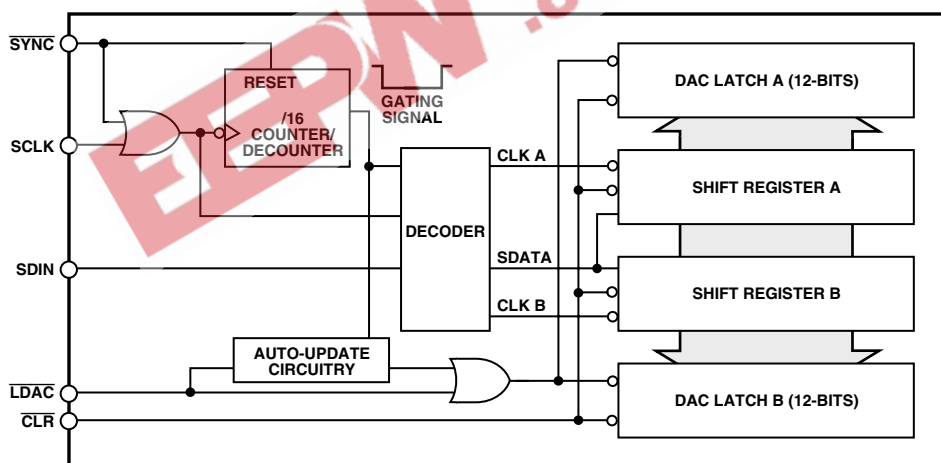 SYNC
SCLK
SDIN
LDAC
CLR
RESET
/16
COUNTER/
DECOUNTER
GATING
SIGNAL
DECODER
CLK A
SDATA
CLK B
AUTO-UPDATE
CIRCUITRY
DAC LATCH A (12-BITS)
SHIFT REGISTER A
SHIFT REGISTER B
DAC LATCH B (12-BITS)
EEPW